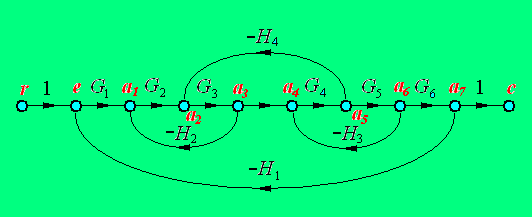 −H4
r 1 e G1 a1 G2 G3 a3 a4 G4 G5 a6 G6 a7 1 c
a2 a5
−H2 −H3
−H1